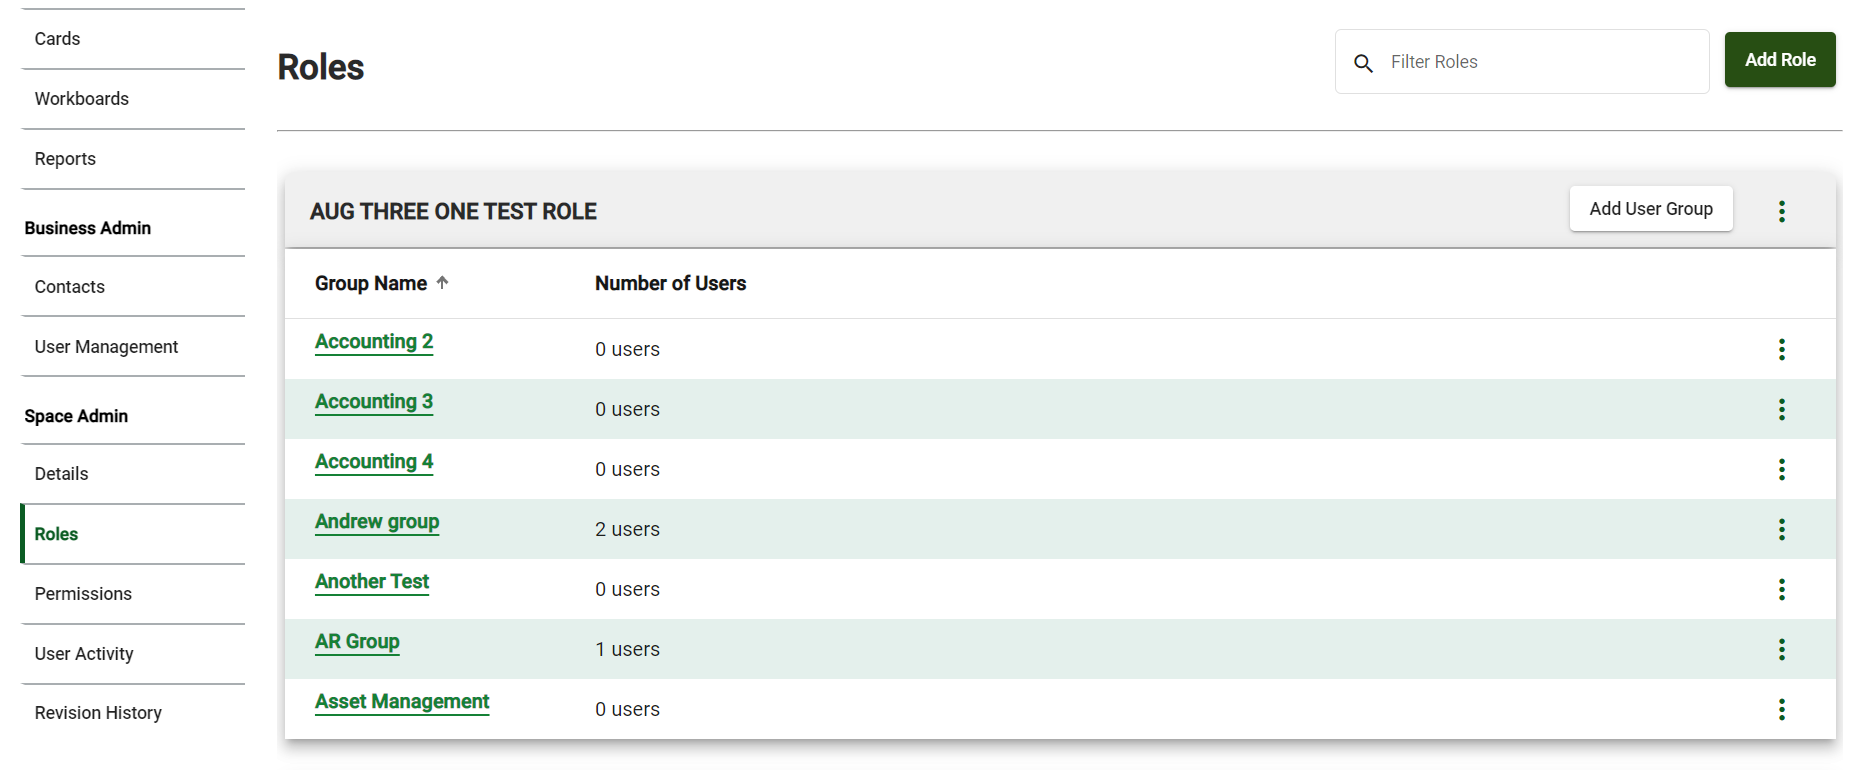 Cards
Workboards
Reports
Business Admin
Contacts
User Management
Space Admin
Details
Roles
Permissions
User Activity
Revision History
Roles
Filter Roles
Add Role
AUG THREE ONE TEST ROLE
Add User Group
Group Name Number of Users
Accounting 2 0 users
Accounting 3 0 users
Accounting 4 0 users
Andrew group 2 users
Another Test 0 users
AR Group 1 users
Asset Management 0 users